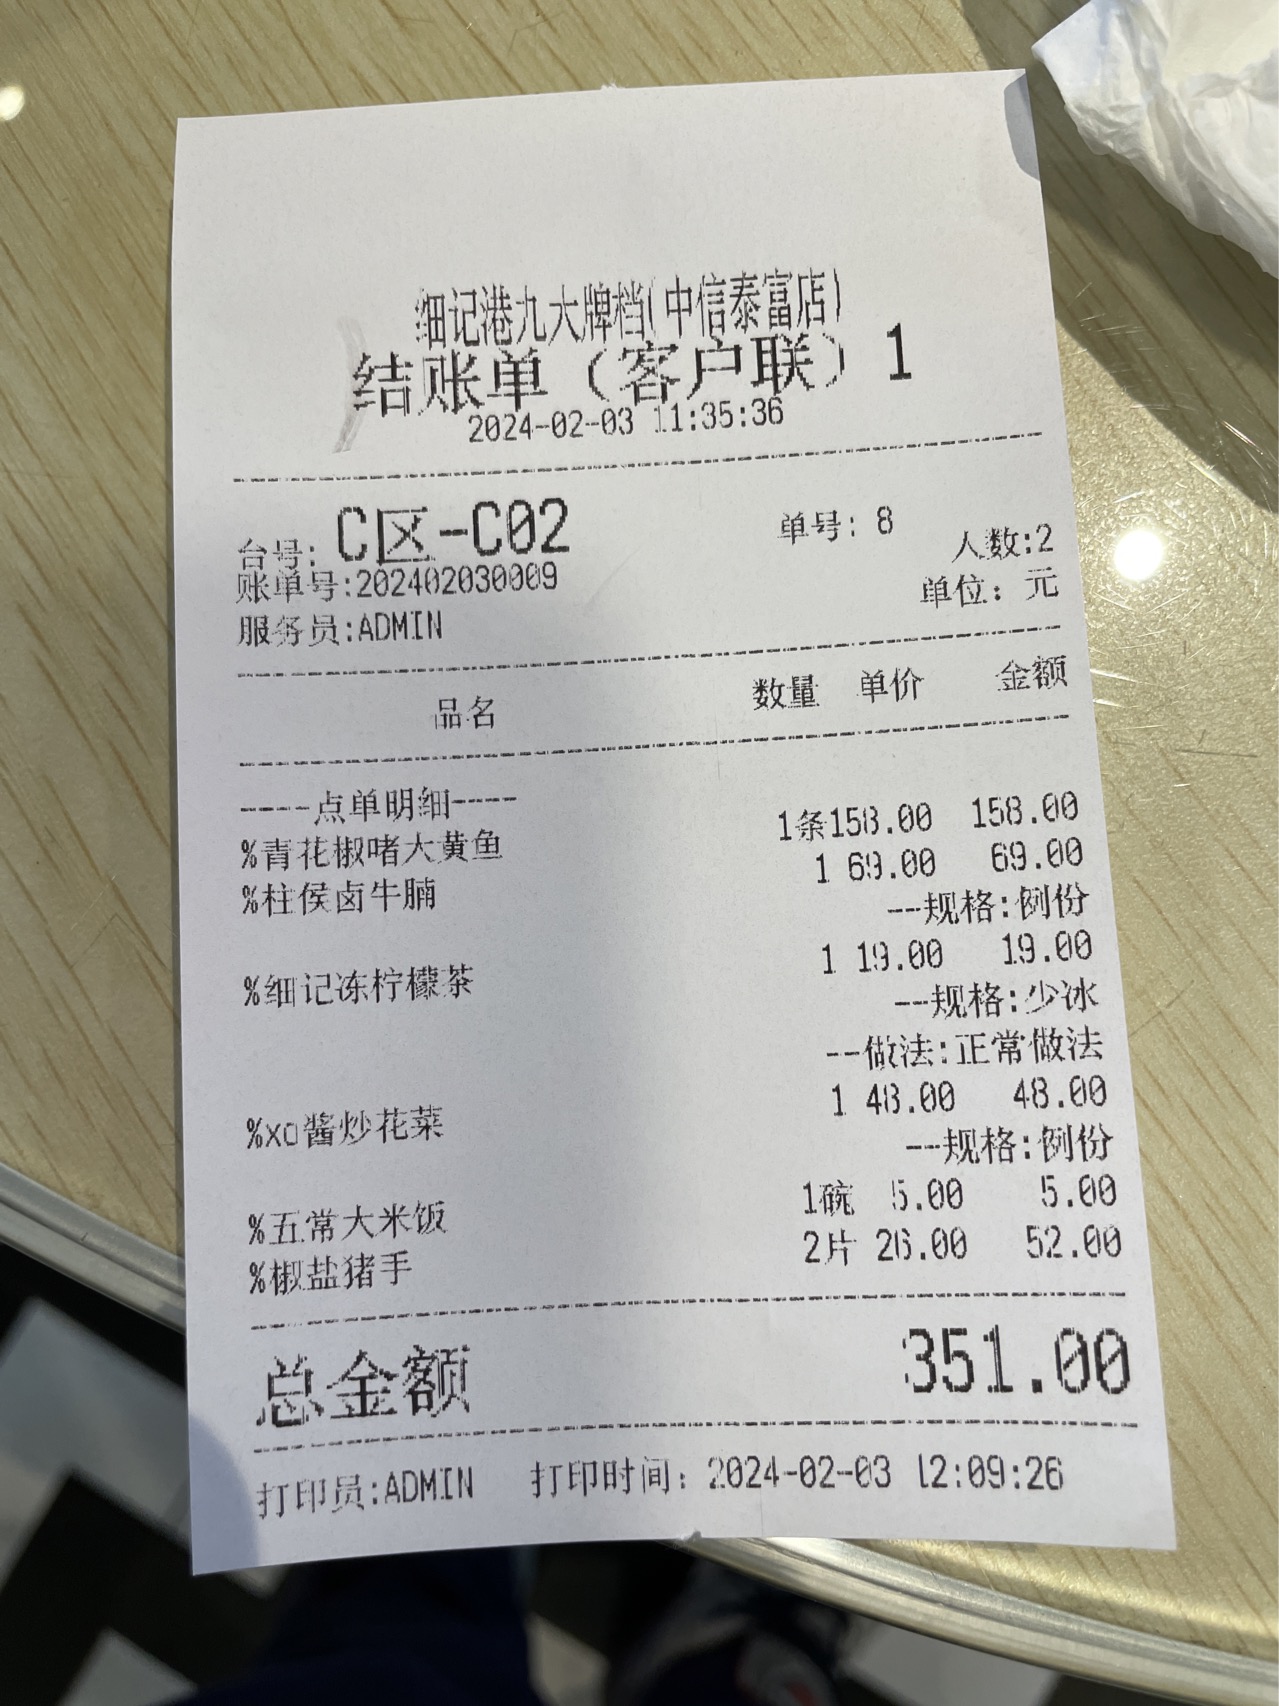 细记港九大牌档(中信泰富店)
结账单（客户联）1
2024-02-03 11:35:36
台号: C区-C02 单号: 8
人数:2
账单号:202402030009
单位: 元
服务员:ADMIN
品名 数量 单价 金额
----点单明细----
%青花椒啫大黄鱼 1条158.00 158.00
%柱侯卤牛腩 1 69.00 69.00
--规格:例份
%细记冻柠檬茶 1 19.00 19.00
--规格:少冰
--做法:正常做法
%xo酱炒花菜 1 48.00 48.00
--规格:例份
%五常大米饭 1碗 5.00 5.00
%椒盐猪手 2片 26.00 52.00
总金额 351.00
打印员:ADMIN 打印时间: 2024-02-03 12:09:26